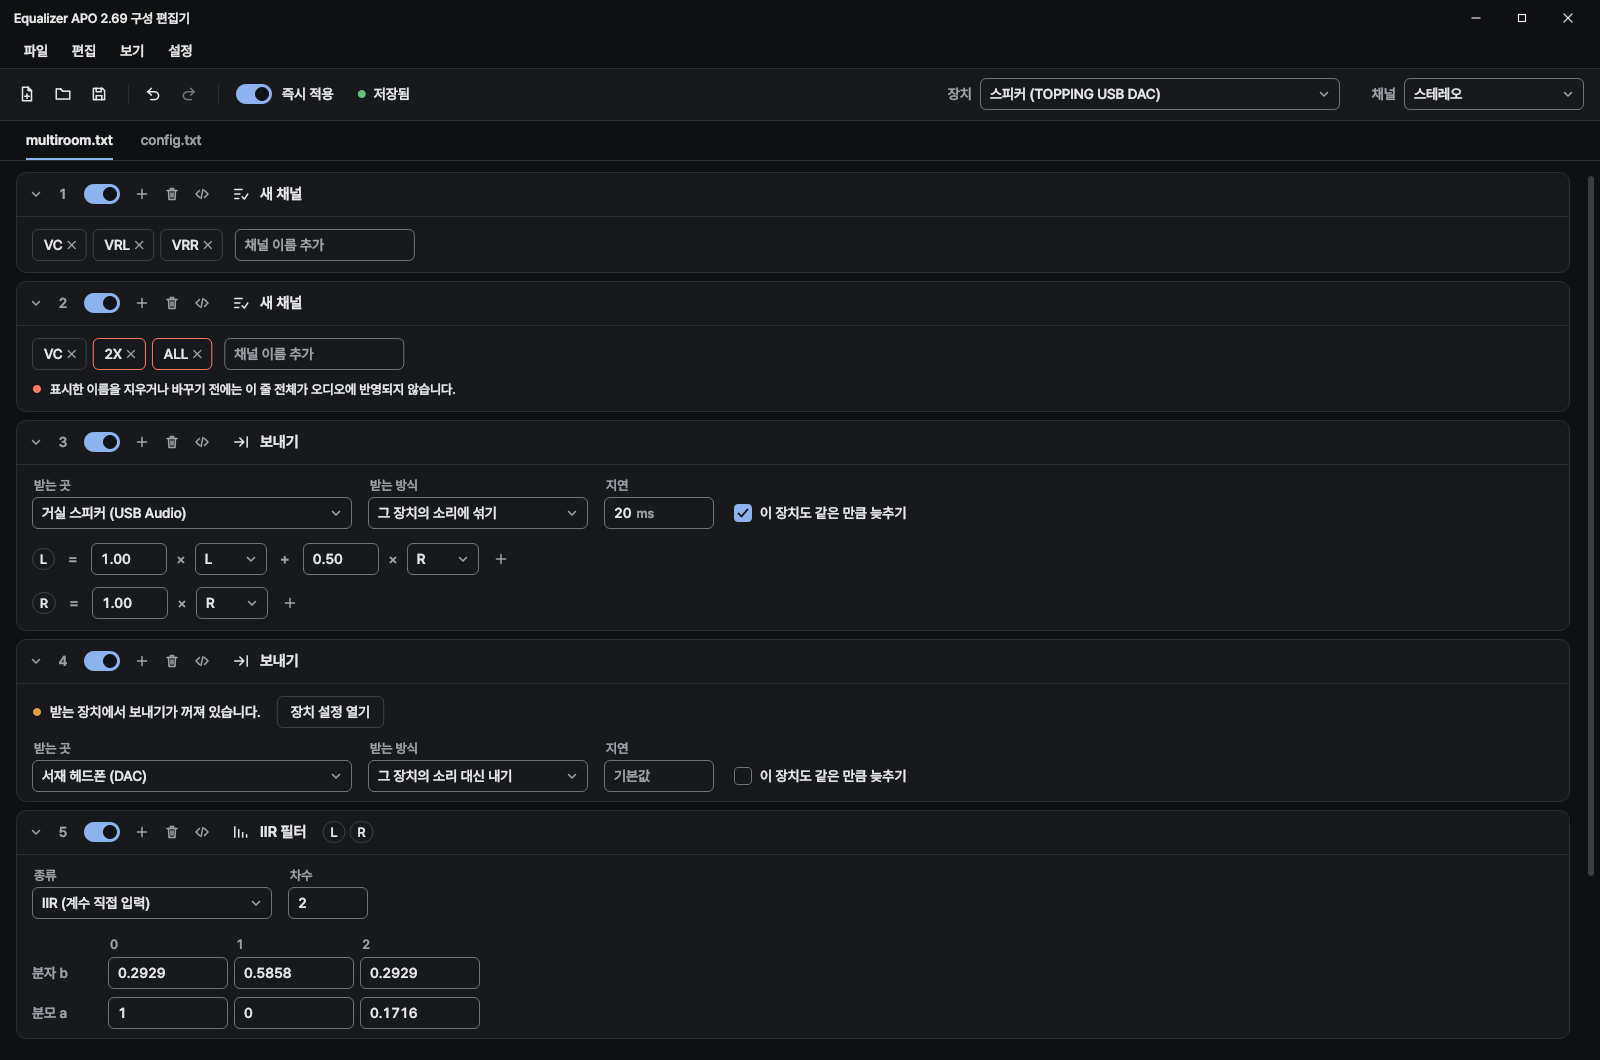 Equalizer APO 2.69 구성 편집기
파일 편집 보기 설정
즉시 적용 저장됨 장치 스피커 (TOPPING USB DAC) 채널 스테레오
multiroom.txt config.txt
1 새 채널
VC VRL VRR 채널 이름 추가
2 새 채널
VC 2X ALL 채널 이름 추가
표시한 이름을 지우거나 바꾸기 전에는 이 줄 전체가 오디오에 반영되지 않습니다.
3 보내기
받는 곳 받는 방식 지연
거실 스피커 (USB Audio) 그 장치의 소리에 섞기 20 ms 이 장치도 같은 만큼 늦추기
L = 1.00 × L + 0.50 × R +
R = 1.00 × R +
4 보내기
받는 장치에서 보내기가 꺼져 있습니다. 장치 설정 열기
받는 곳 받는 방식 지연
서재 헤드폰 (DAC) 그 장치의 소리 대신 내기 기본값 이 장치도 같은 만큼 늦추기
5 IIR 필터 L R
종류 차수
IIR (계수 직접 입력) 2
0 1 2
분자 b 0.2929 0.5858 0.2929
분모 a 1 0 0.1716